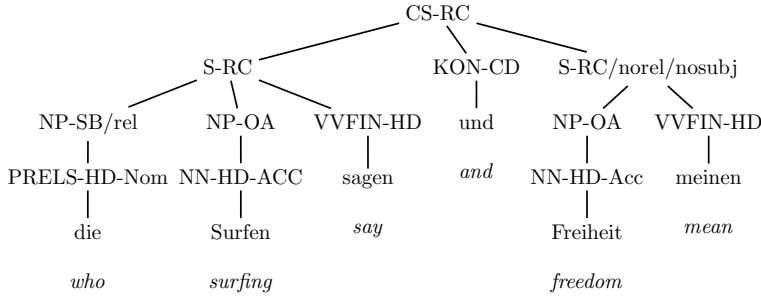 CS-RC
S-RC KON-CD S-RC/norel/nosubj
NP-SB/rel NP-OA VVFIN-HD und NP-OA VVFIN-HD
PRELS-HD-Nom NN-HD-ACC sagen and NN-HD-Acc meinen
die Surfen say Freiheit mean
who surfing freedom